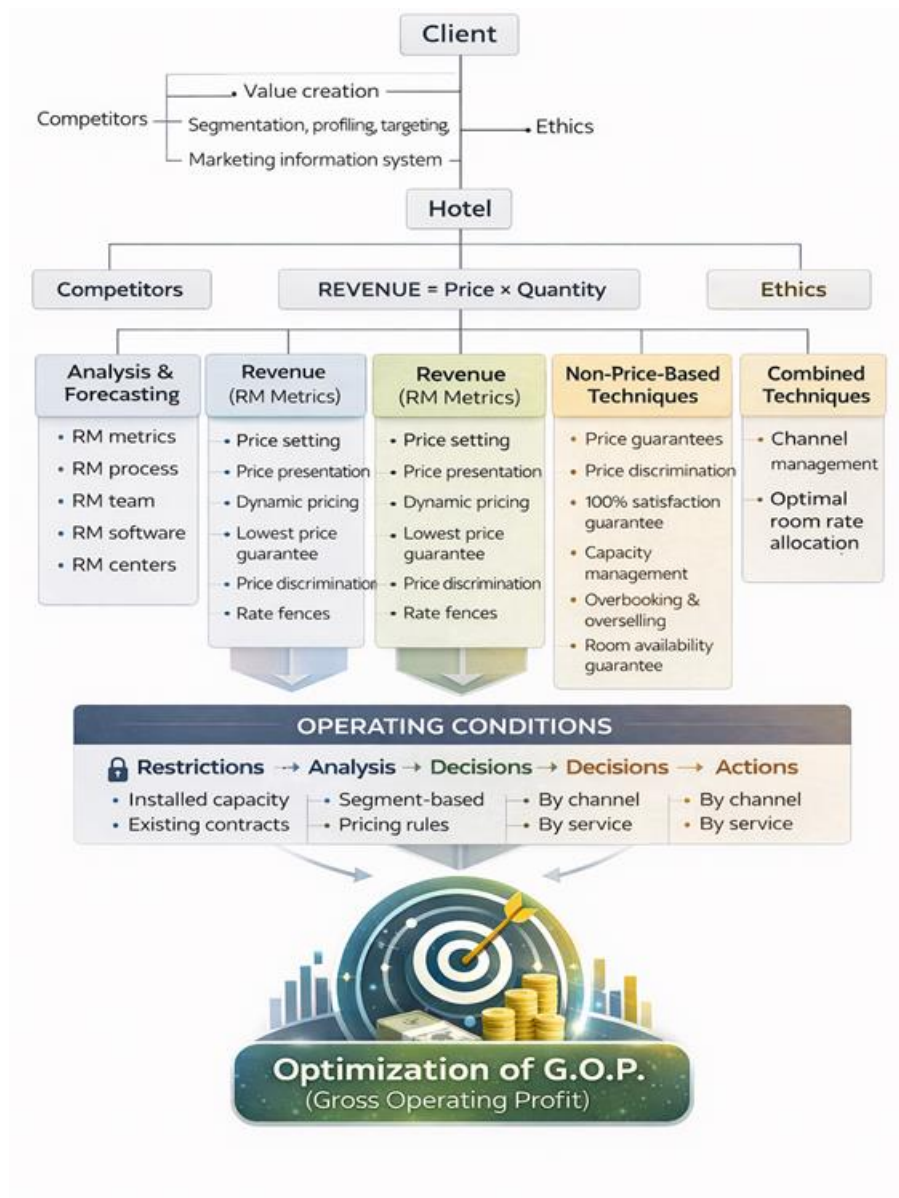 Client
Value creation
Competitors
Segmentation, profiling, targeting,
Ethics
Marketing information system
Hotel
Competitors
REVENUE = Price × Quantity
Ethics
Analysis &
Forecasting
• RM metrics
• RM process
• RM team
• RM software
• RM centers
Revenue
(RM Metrics)
• Price setting
• Price presentation
• Dynamic pricing
• Lowest price
guarantee
• Price discrimination
• Rate fences
Revenue
(RM Metrics)
• Price setting
• Price presentation
• Dynamic pricing
• Lowest price
guarantee
• Price discrimination
• Rate fences
Non-Price-Based
Techniques
• Price guarantees
• Price discrimination
• 100% satisfaction
guarantee
• Capacity
management
• Overbooking &
overselling
• Room availability
guarantee
Combined
Techniques
• Channel
management
• Optimal
room rate
allocation
OPERATING CONDITIONS
Restrictions → Analysis → Decisions → Decisions → Actions
• Installed capacity
• Existing contracts
• Segment-based
• Pricing rules
• By channel
• By service
• By channel
• By service
Optimization of G.O.P.
(Gross Operating Profit)